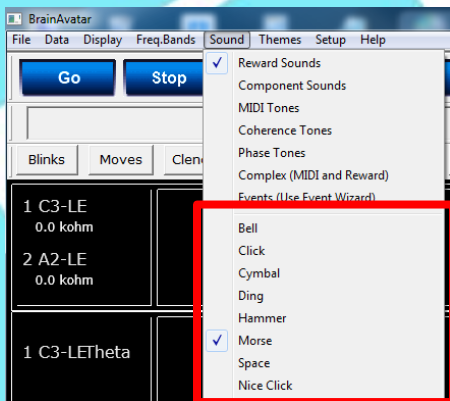 BrainAvatar
File Data Display Freq.Bands Sound Themes Setup Help
Go Stop
Blinks Moves Clen
1 C3-LE
0.0 kohm
2 A2-LE
0.0 kohm
1 C3-LETheta
Reward Sounds
Component Sounds
MIDI Tones
Coherence Tones
Phase Tones
Complex (MIDI and Reward)
Events (Use Event Wizard)
Bell
Click
Cymbal
Ding
Hammer
Morse
Space
Nice Click